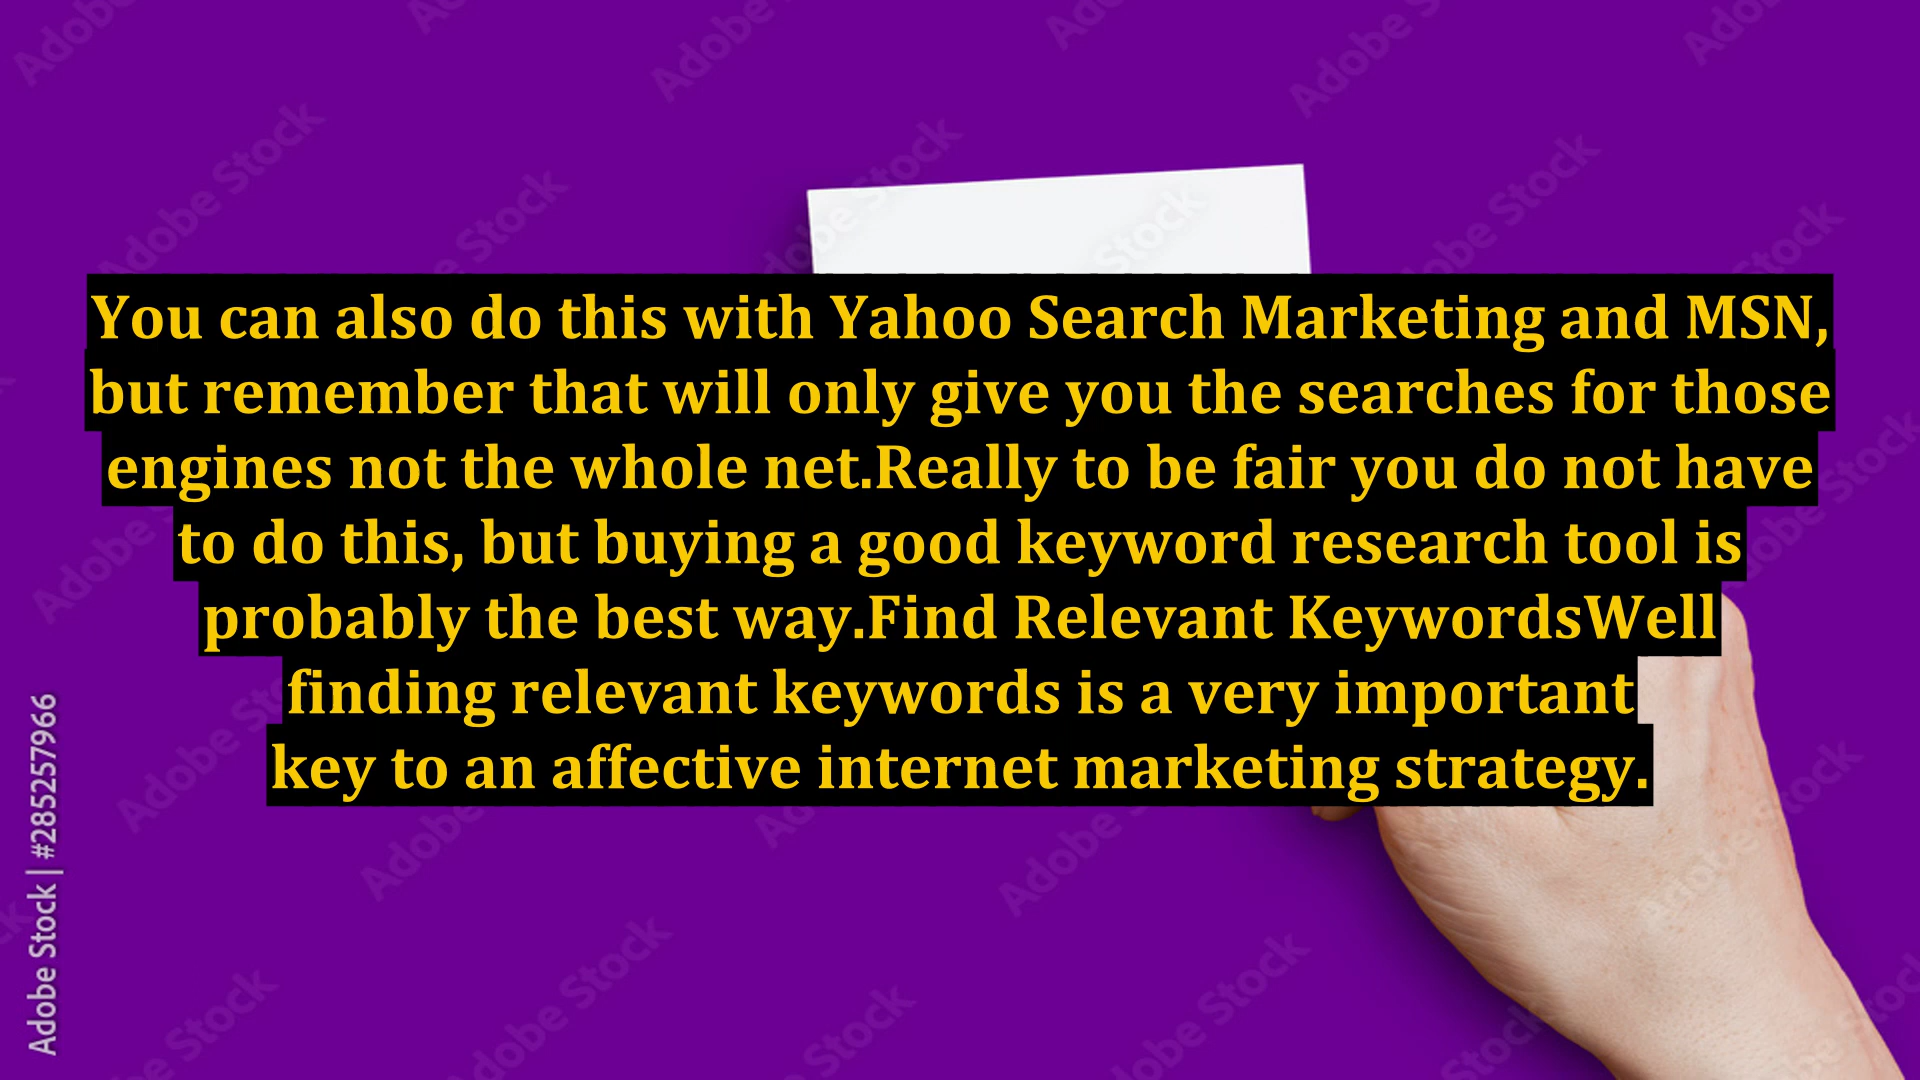 You can also do this with Yahoo Search Marketing and MSN,
but remember that will only give you the searches for those
engines not the whole net.Really to be fair you do not have
to do this, but buying a good keyword research tool is
probably the best way.Find Relevant KeywordsWell
finding relevant keywords is a very important
key to an affective internet marketing strategy.
Adobe Stock | #285257966